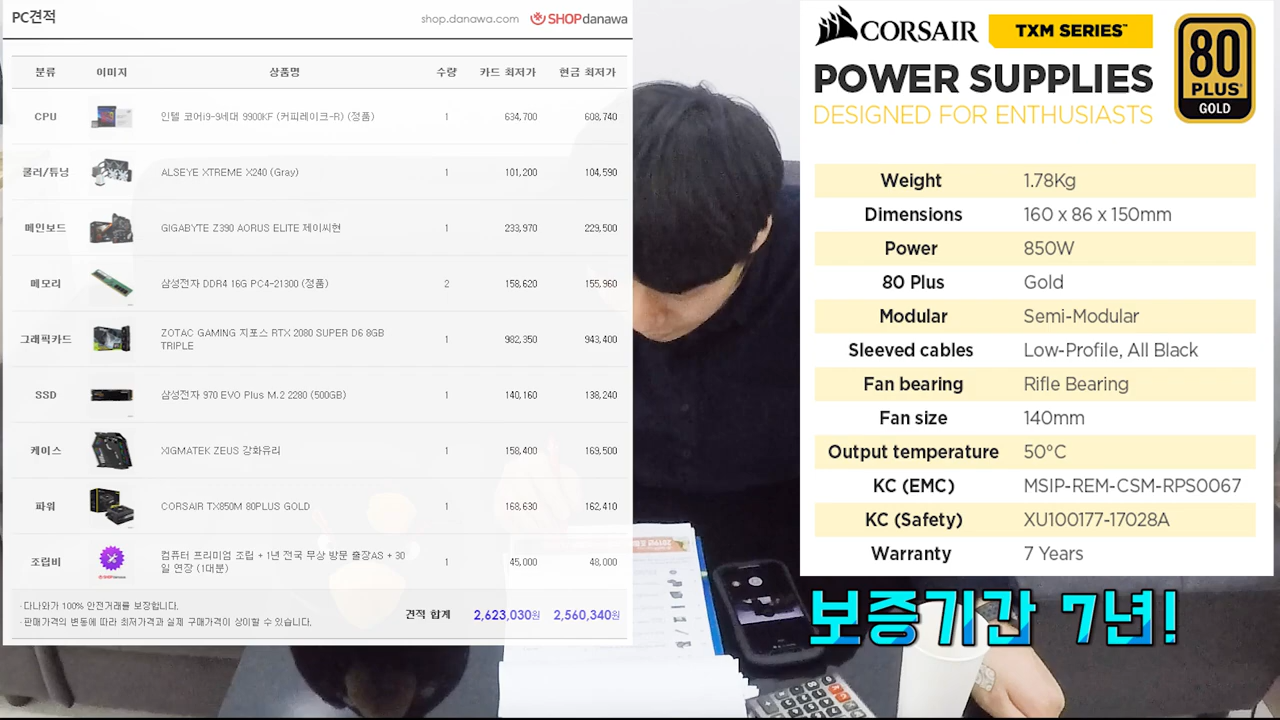 PC견적
shop.danawa.com SHOPdanawa
분류 이미지 상품명 수량 카드 최저가 현금 최저가
CPU 인텔 코어i9-9세대 9900KF (커피레이크-R) (정품) 1 634,000 608,740
쿨러/튜닝 ALSEYE XTREME X240 (Gray) 1 101,200 104,590
메인보드 GIGABYTE Z390 AORUS ELITE 제이씨현 1 233,970 229,500
메모리 삼성전자 DDR4 16G PC4-21300 (정품) 2 158,620 155,960
그래픽카드 ZOTAC GAMING 지포스 RTX 2080 SUPER D6 8GB
TRIPLE 1 982,350 943,400
SSD 삼성전자 970 EVO Plus M.2 2280 (500GB) 1 140,160 138,240
케이스 XIGMATEK ZEUS 강화유리 1 158,400 169,500
파워 CORSAIR TX850M 80PLUS GOLD 1 168,630 162,410
조립비 컴퓨터 프리미엄 조립 + 1년 전국 무상 방문 출장AS + 30
일 연장 (1대분) 1 45,000 48,000
· 다나와가 100% 안전거래를 보장합니다.
· 판매가격의 변동에 따라 최저가격과 실제 구매가격이 상이할 수 있습니다.
견적 합계 2,623,030원 2,560,340원
CORSAIR TXM SERIES™
POWER SUPPLIES
DESIGNED FOR ENTHUSIASTS
80
PLUS
GOLD
Weight 1.78Kg
Dimensions 160 x 86 x 150mm
Power 850W
80 Plus Gold
Modular Semi-Modular
Sleeved cables Low-Profile, All Black
Fan bearing Rifle Bearing
Fan size 140mm
Output temperature 50°C
KC (EMC) MSIP-REM-CSM-RPS0067
KC (Safety) XU100177-17028A
Warranty 7 Years
보증기간 7년!